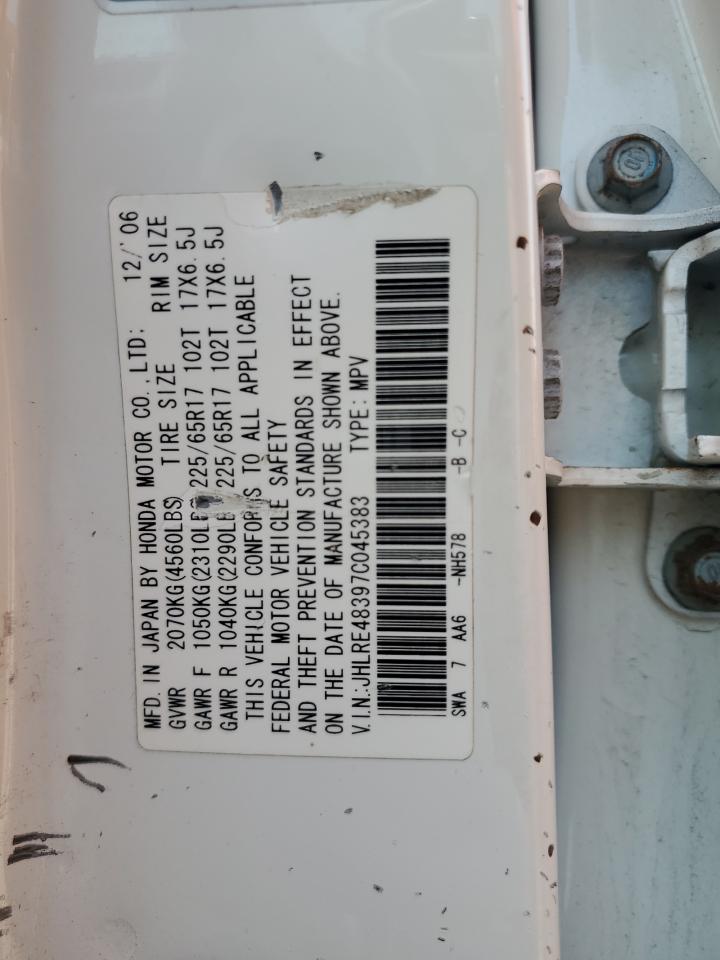 MFD. IN JAPAN BY HONDA MOTOR CO., LTD: 12/'06
GVWR 2070KG(4560LBS) TIRE SIZE RIM SIZE
GAWR F 1050KG(2310LB 225/65R17 102T 17X6.5J
GAWR R 1040KG(2290LB 225/65R17 102T 17X6.5J
THIS VEHICLE CONFORMS TO ALL APPLICABLE
FEDERAL MOTOR VEHICLE SAFETY
AND THEFT PREVENTION STANDARDS IN EFFECT
ON THE DATE OF MANUFACTURE SHOWN ABOVE.
V.I.N.:JHLRE48397C045383 TYPE: MPV
SWA 7 AA6 -NH578 -B -C